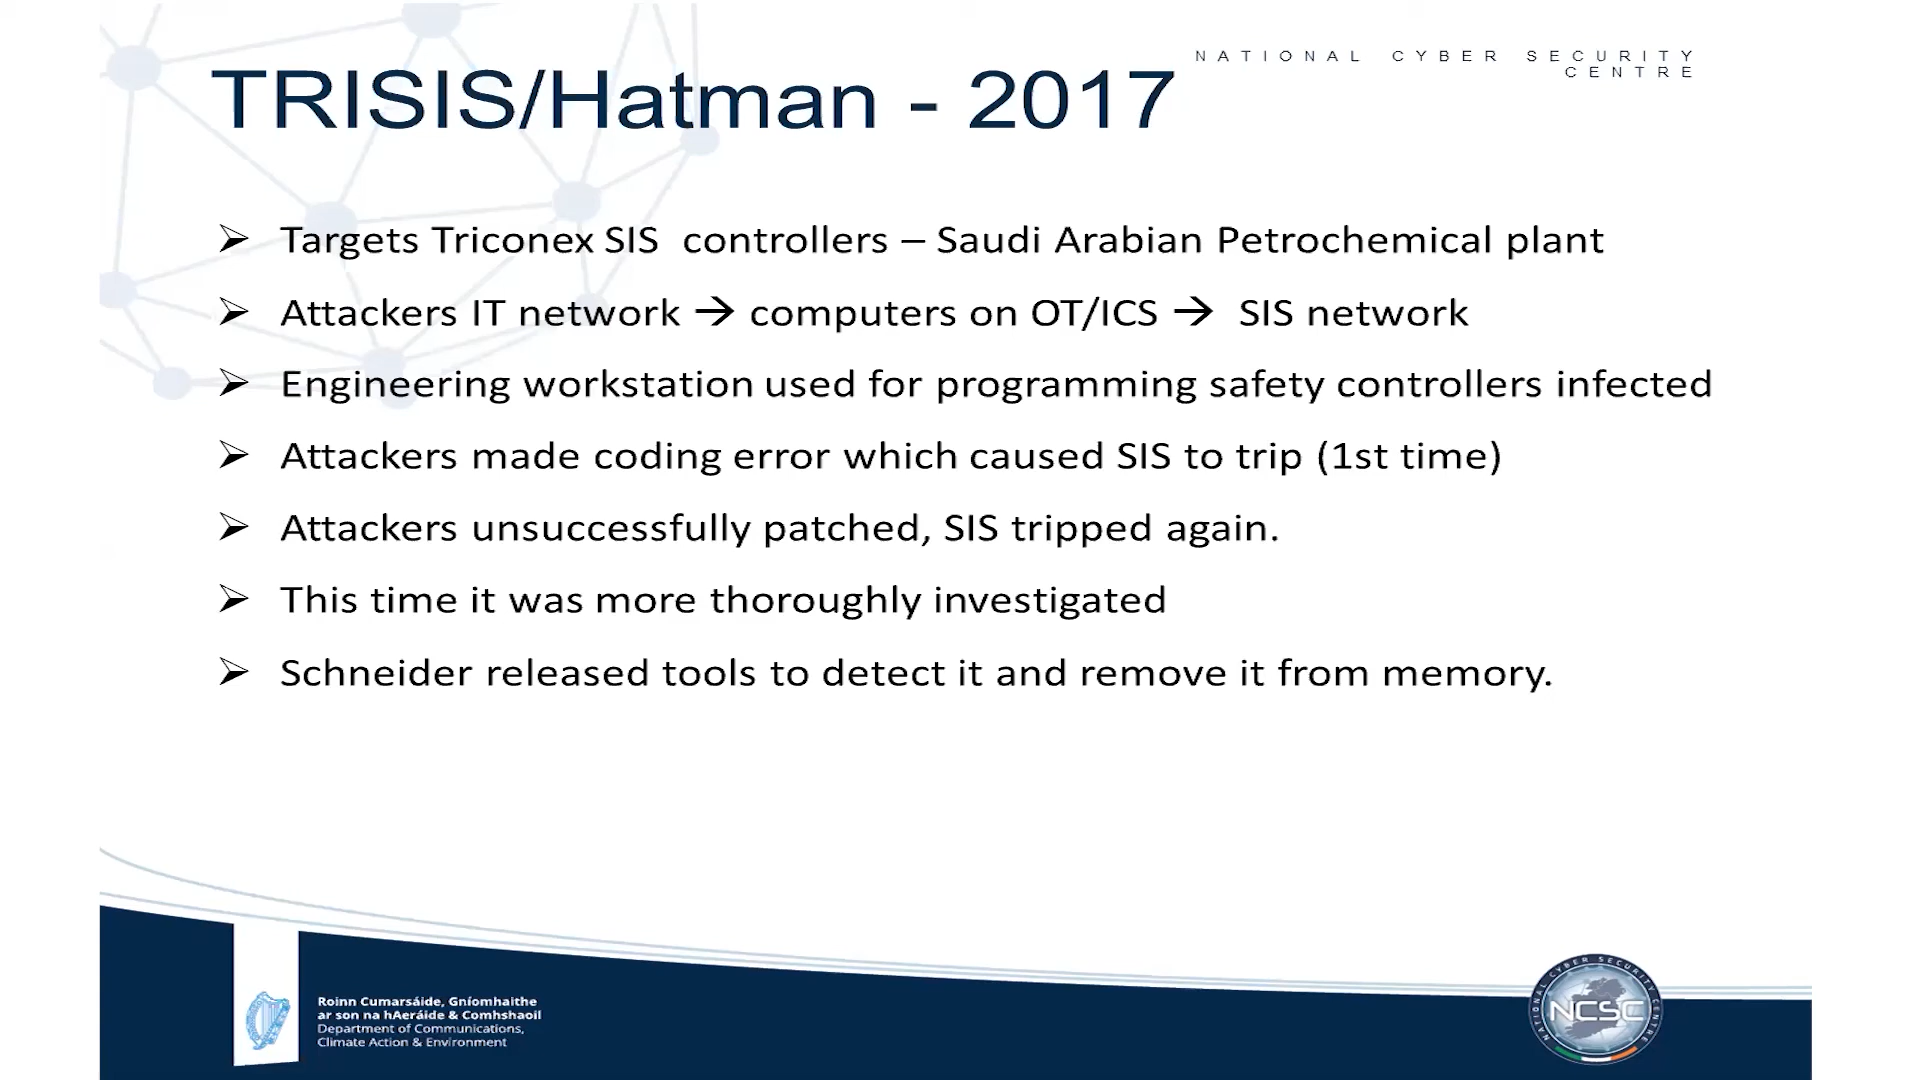 NATIONAL CYBER SECURITY
CENTRE
TRISIS/Hatman - 2017
➢ Targets Triconex SIS controllers – Saudi Arabian Petrochemical plant
➢ Attackers IT network → computers on OT/ICS → SIS network
➢ Engineering workstation used for programming safety controllers infected
➢ Attackers made coding error which caused SIS to trip (1st time)
➢ Attackers unsuccessfully patched, SIS tripped again.
➢ This time it was more thoroughly investigated
➢ Schneider released tools to detect it and remove it from memory.
Roinn Cumarsáide, Gníomhaithe
ar son na hAeráide & Comhshaoil
Department of Communications,
Climate Action & Environment
NATIONAL CYBER SECURITY CENTRE
NCSC